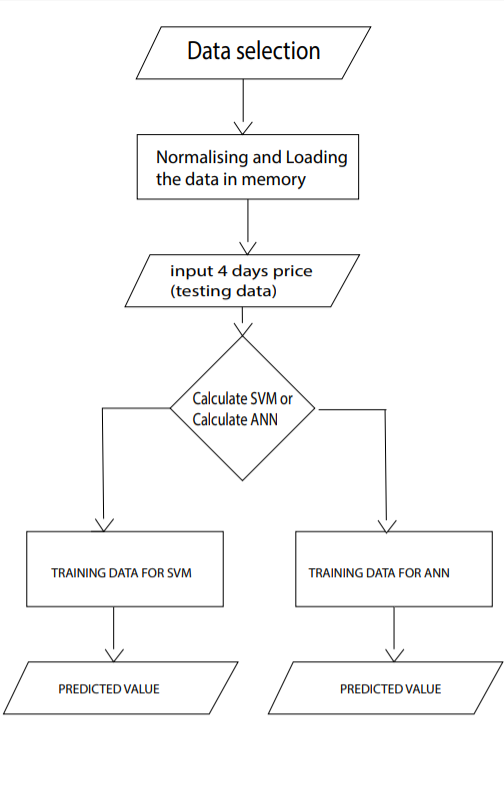 Data selection
Normalising and Loading
the data in memory
input 4 days price
(testing data)
Calculate SVM or
Calculate ANN
TRAINING DATA FOR SVM
TRAINING DATA FOR ANN
PREDICTED VALUE
PREDICTED VALUE